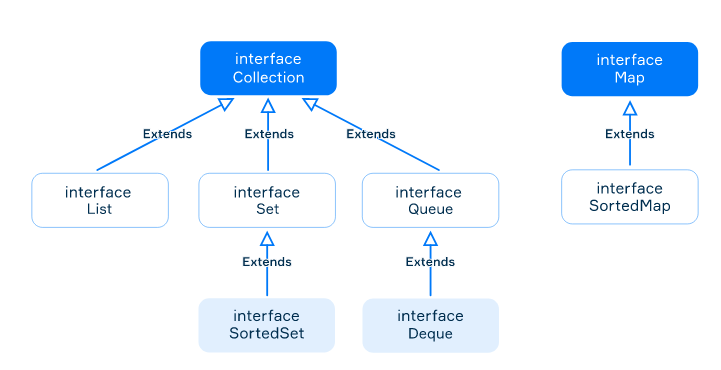 interface
Collection
interface
Map
Extends
Extends
Extends
Extends
interface
List
interface
Set
interface
Queue
interface
SortedMap
Extends
Extends
interface
SortedSet
interface
Deque